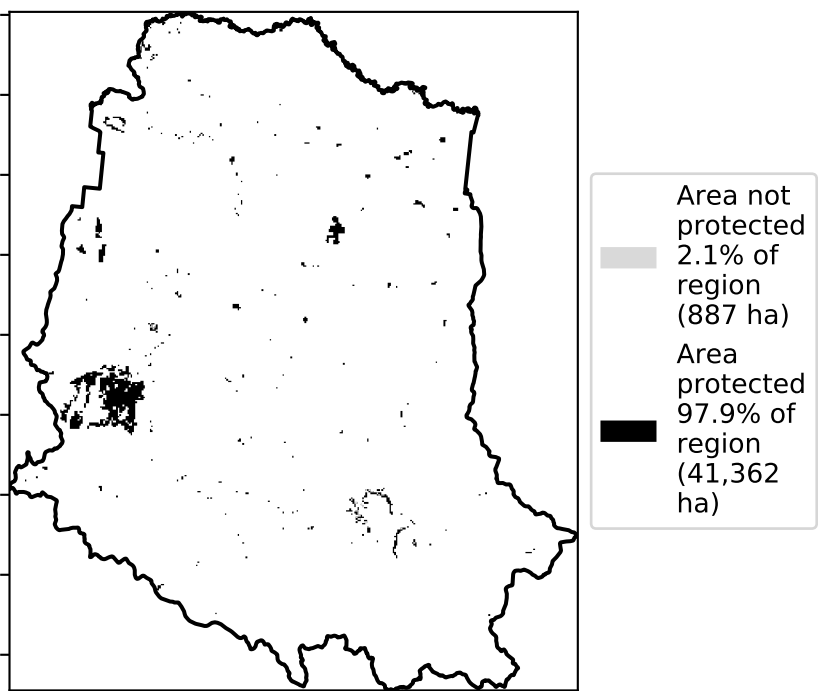 Area not
protected
2.1% of
region
(887 ha)
Area
protected
97.9% of
region
(41,362
ha)